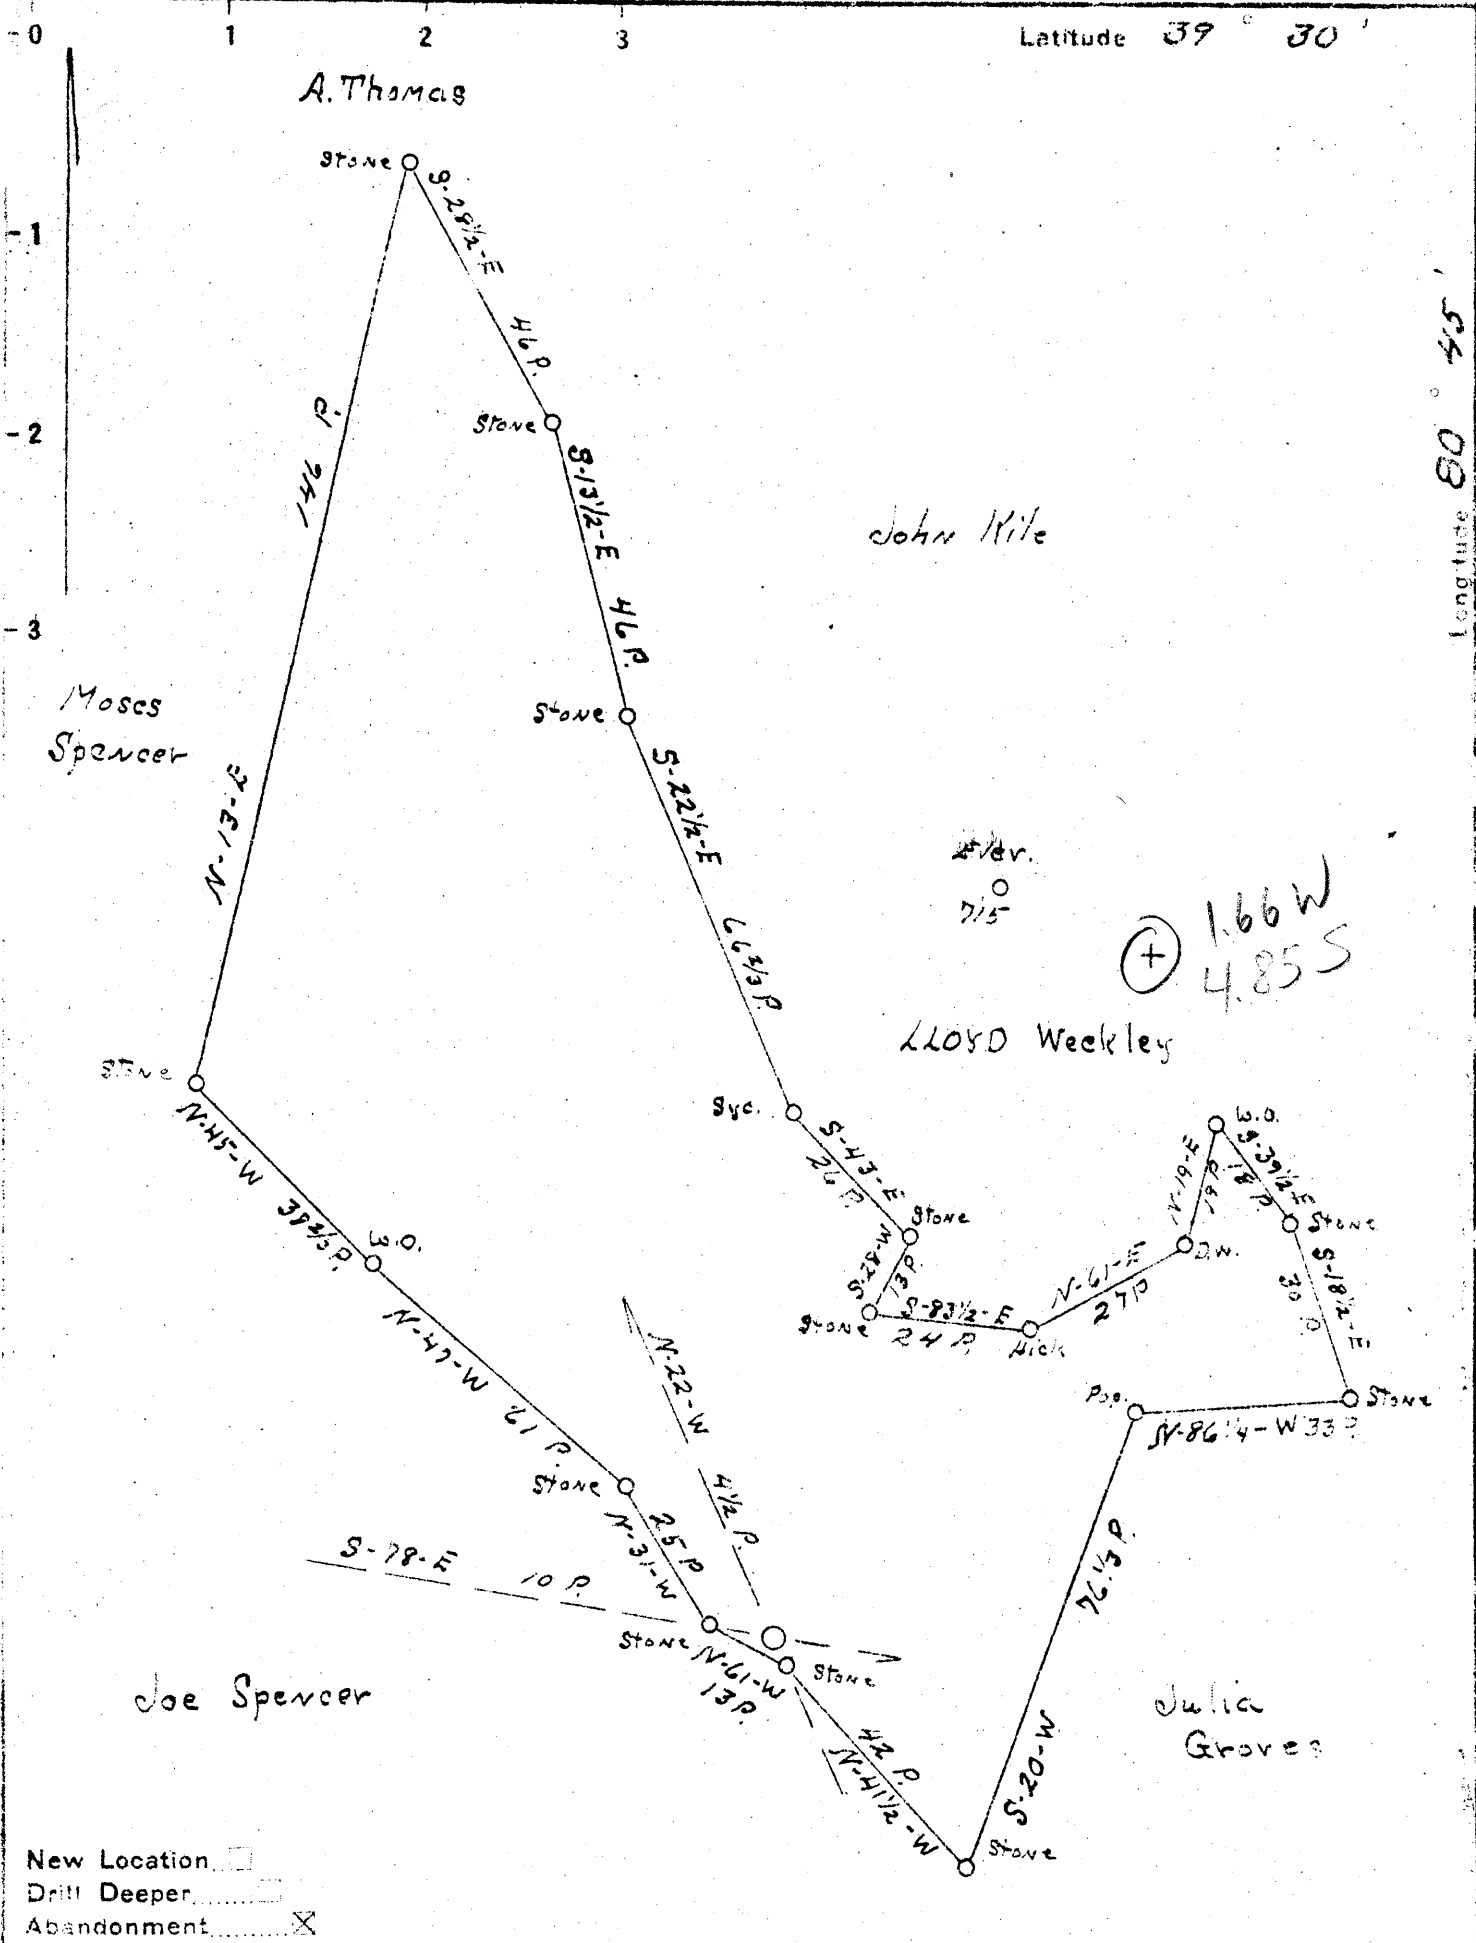 0 1 2 3 Latitude 39° 30'
A. Thomas
Stone
S-28½-E
46 P.
1
2
3
Longitude 80° 45'
Stone
146 P.
N-13-E
S-13½-E 46 P.
John Kile
Stone
Moses
Spencer
S-22½-E
66⅔ P.
715
+ 1.66 W
4.85 S
LLOYD Weekley
Stone
Syc.
W.O.
N-45-W 38⅔ P.
S-43-E
26 P.
Stone
S-28-W
13 P.
N-19-E
19 P.
S-39½-E
18 P.
Stone
W.O.
D.W.
N-61-E
27 P
S-18½-E
30 P.
Stone
S-83½-E
24 P.
Hick
N-47-W 61 P.
N-22-W 4½ P.
Pop.
Stone
N-86¼-W 33 P.
Stone
25 P
N-31-W
S-78-E 10 P.
76⅓ P.
S-20-W
Stone
N-61-W
13 P.
Stone
Joe Spencer
Julia
Groves
42 P.
N-41½-W
Stone
New Location
Drill Deeper
Abandonment X